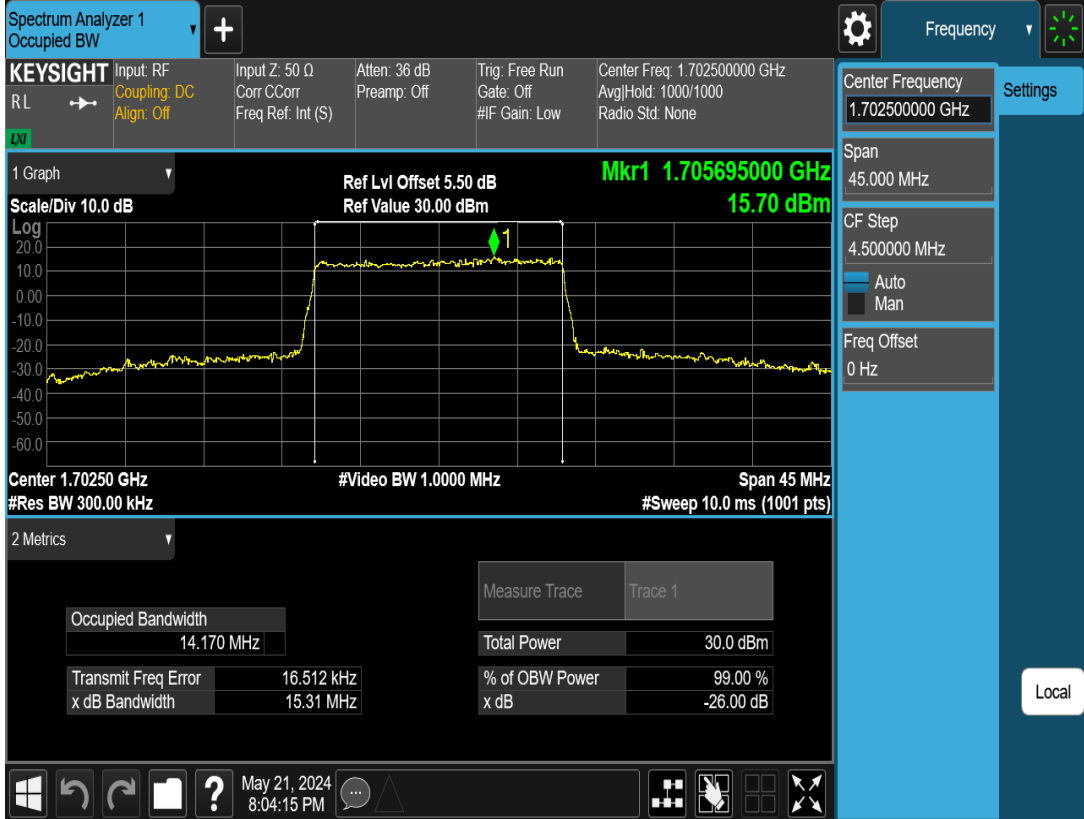 Spectrum Analyzer 1
Occupied BW
+
Frequency
KEYSIGHT
RL
LXI
Input: RF
Coupling: DC
Align: Off
Input Z: 50 Ω
Corr CCorr
Freq Ref: Int (S)
Atten: 36 dB
Preamp: Off
Trig: Free Run
Gate: Off
#IF Gain: Low
Center Freq: 1.702500000 GHz
Avg|Hold: 1000/1000
Radio Std: None
Center Frequency
1.702500000 GHz
Settings
Span
45.000 MHz
CF Step
4.500000 MHz
Auto
Man
Freq Offset
0 Hz
Local
1 Graph
Ref Lvl Offset 5.50 dB
Mkr1 1.705695000 GHz
Scale/Div 10.0 dB
Ref Value 30.00 dBm
15.70 dBm
Log
1
20.0
10.0
0.00
-10.0
-20.0
-30.0
-40.0
-50.0
-60.0
Center 1.70250 GHz
#Video BW 1.0000 MHz
Span 45 MHz
#Res BW 300.00 kHz
#Sweep 10.0 ms (1001 pts)
2 Metrics
Measure Trace
Trace 1
Occupied Bandwidth
14.170 MHz
Total Power
30.0 dBm
Transmit Freq Error
16.512 kHz
% of OBW Power
99.00 %
x dB Bandwidth
15.31 MHz
x dB
-26.00 dB
?
May 21, 2024
8:04:15 PM